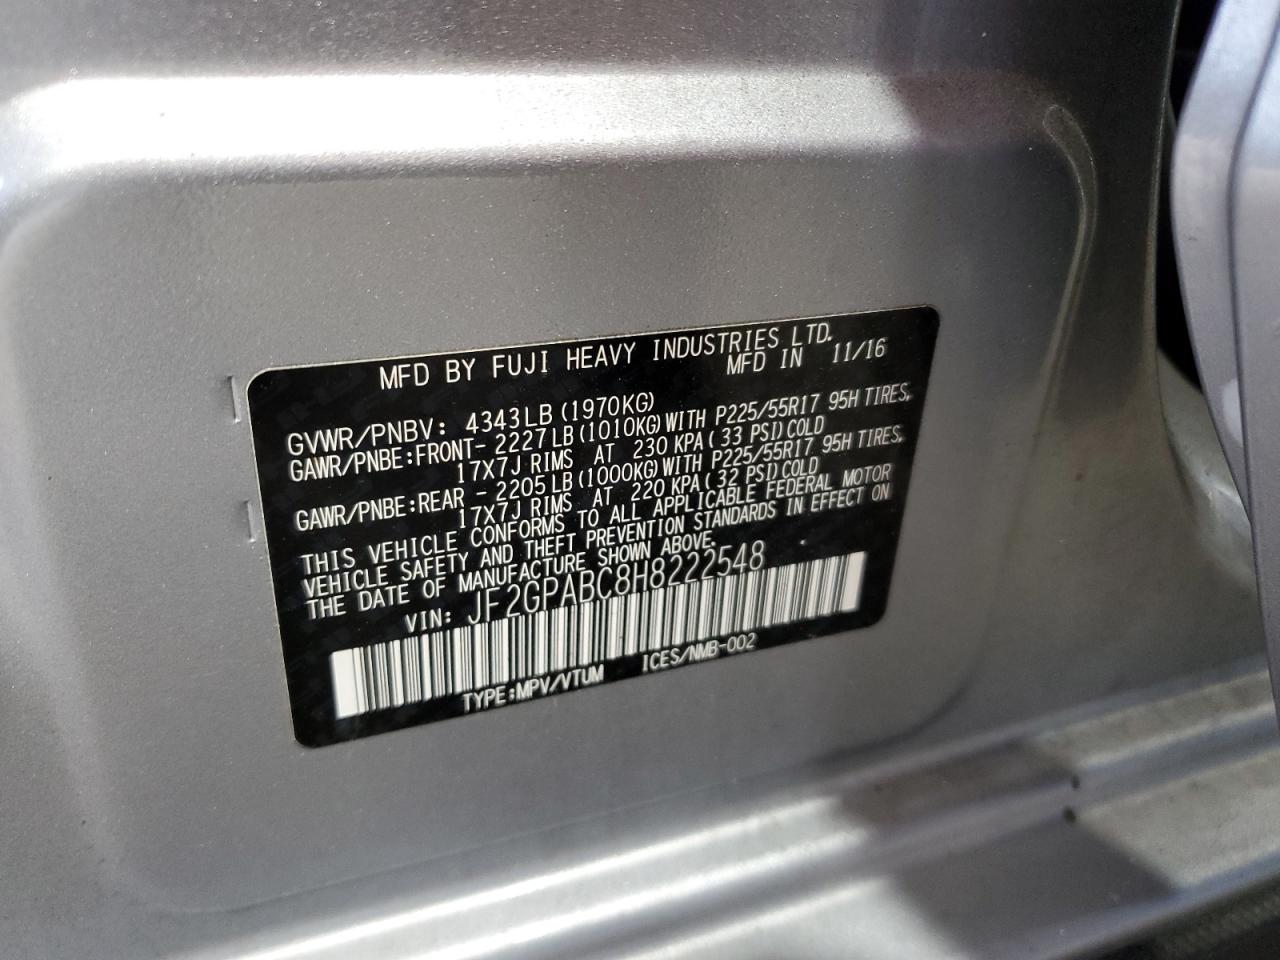 MFD BY FUJI HEAVY INDUSTRIES LTD.
MFD IN 11/16
GVWR/PNBV: 4343LB(1970KG)
GAWR/PNBE:FRONT-2227LB(1010KG)WITH P225/55R17 95H TIRES,
17X7J RIMS AT 230 KPA(33 PSI)COLD
GAWR/PNBE:REAR -2205LB(1000KG)WITH P225/55R17 95H TIRES,
17X7J RIMS AT 220 KPA(32 PSI)COLD
THIS VEHICLE CONFORMS TO ALL APPLICABLE FEDERAL MOTOR
VEHICLE SAFETY AND THEFT PREVENTION STANDARDS IN EFFECT ON
THE DATE OF MANUFACTURE SHOWN ABOVE.
VIN: JF2GPABC8H8222548
TYPE:MPV/VTUM ICES/NMB-002